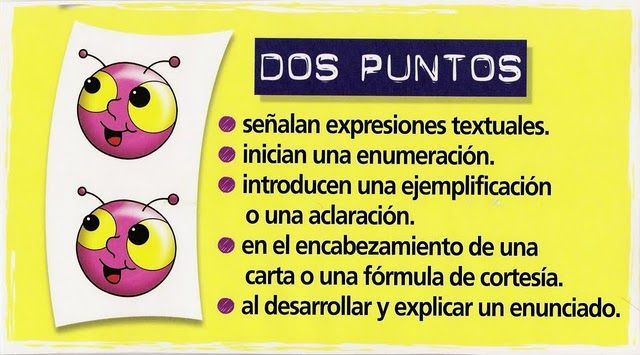 DOS PUNTOS
señalan expresiones textuales.
inician una enumeración.
introducen una ejemplificación
o una aclaración.
en el encabezamiento de una
carta o una fórmula de cortesía.
al desarrollar y explicar un enunciado.